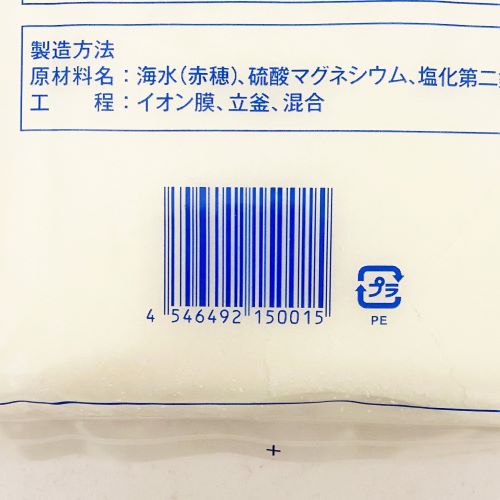 製造方法
原材料名：海水（赤穂）、硫酸マグネシウム、塩化第二
工　　程：イオン膜、立釜、混合
4 546492 150015
プラ
PE